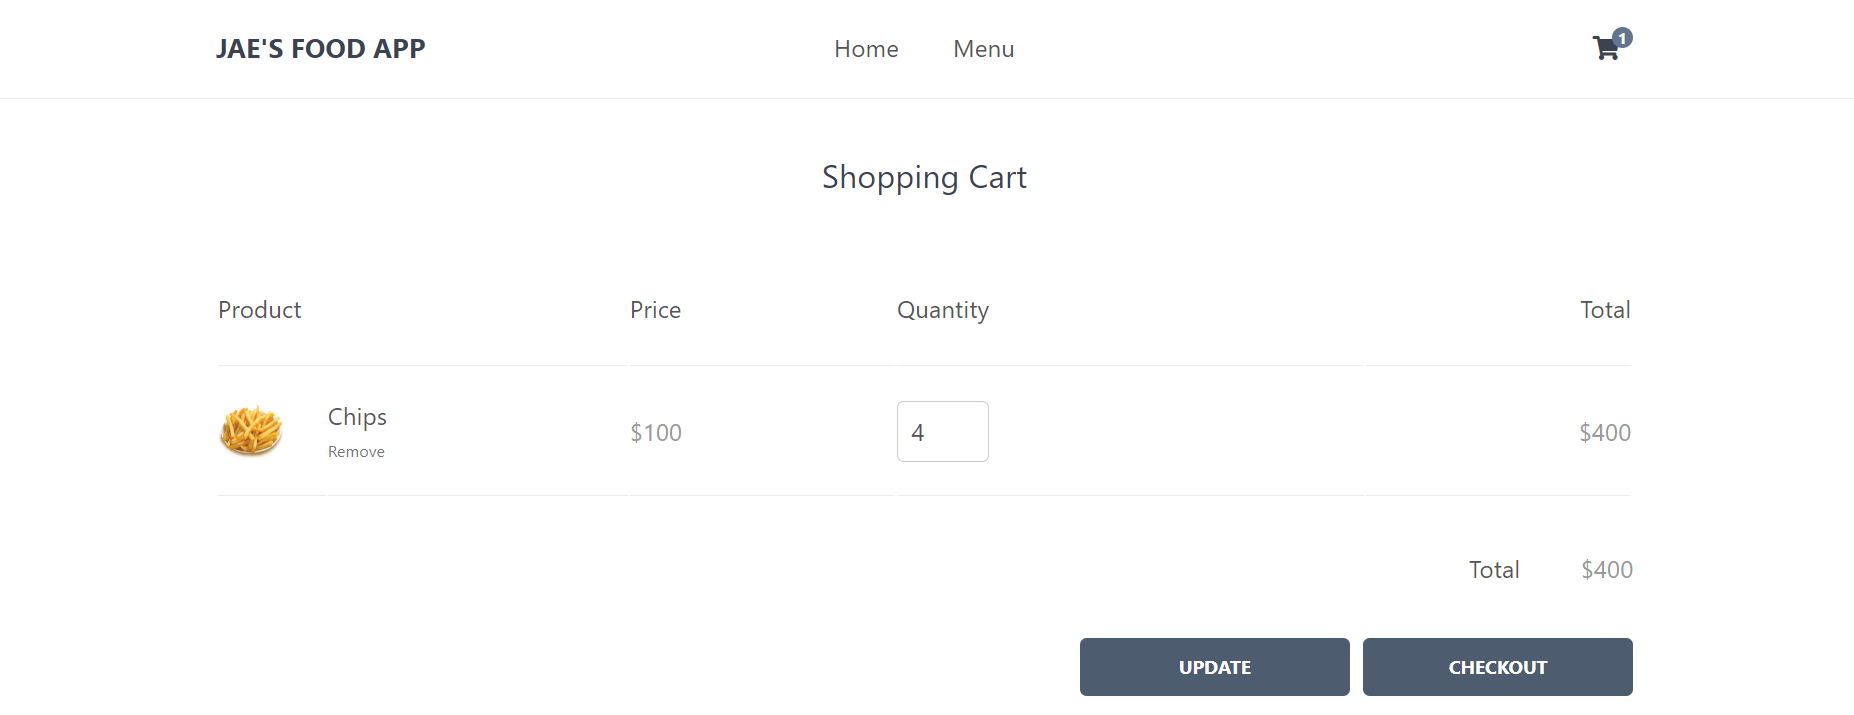 JAE'S FOOD APP Home Menu 1
Shopping Cart
Product Price Quantity Total
Chips $100 4 $400
Remove
Total $400
UPDATE CHECKOUT